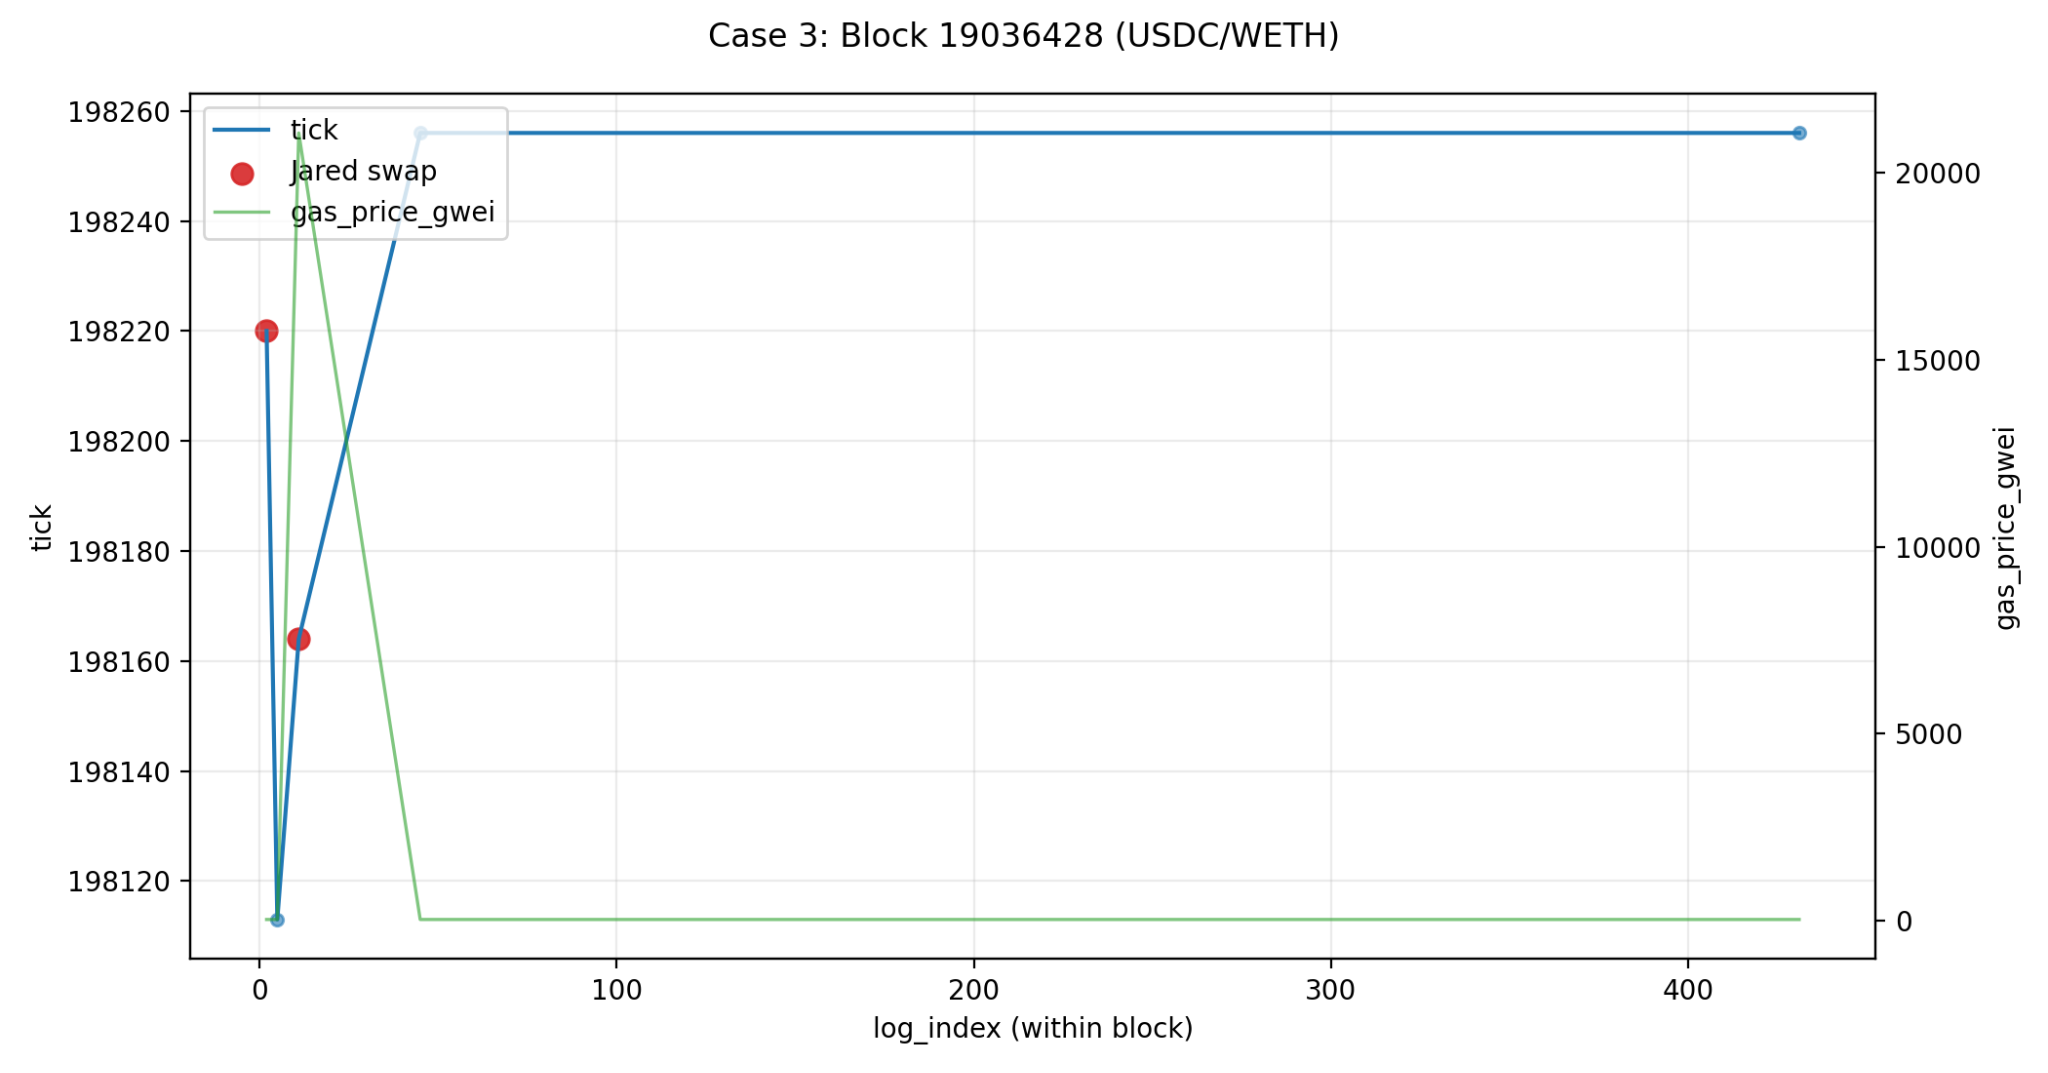 Case 3: Block 19036428 (USDC/WETH)
tick
Jared swap
gas_price_gwei
198260
198240
198220
198200
198180
198160
198140
198120
tick
20000
15000
10000
5000
0
gas_price_gwei
0 100 200 300 400
log_index (within block)